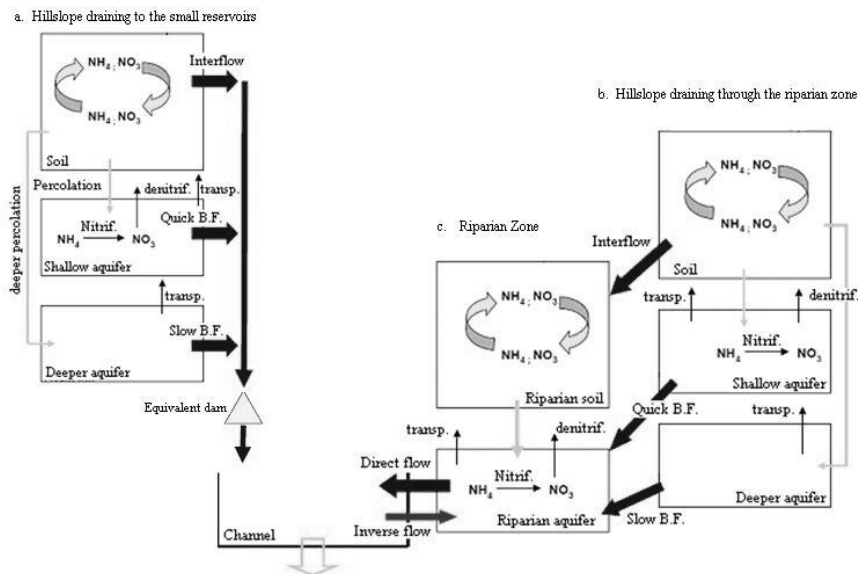 a. Hillslope draining to the small reservoirs
NH4; NO3
NH4; NO3
Soil
Interflow
Percolation
deeper percolation
denitrif.
transp.
Nitrif.
NH4
NO3
Quick B.F.
Shallow aquifer
transp.
Slow B.F.
Deeper aquifer
Equivalent dam
Channel
b. Hillslope draining through the riparian zone
NH4; NO3
NH4; NO3
Soil
Interflow
transp.
denitrif.
Nitrif.
NH4
NO3
Shallow aquifer
Quick B.F.
transp.
Deeper aquifer
Slow B.F.
c. Riparian Zone
NH4; NO3
NH4; NO3
Riparian soil
transp.
denitrif.
Nitrif.
NH4
NO3
Riparian aquifer
Direct flow
Inverse flow